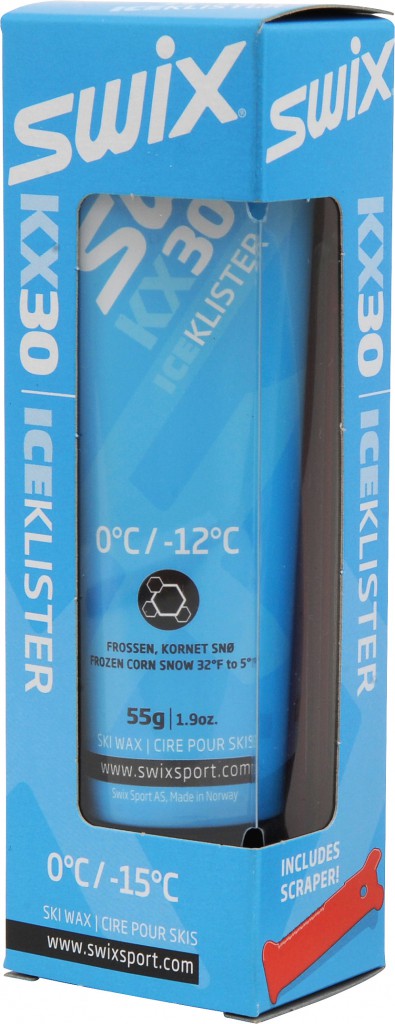 SWIX®
KX30 | ICEKLISTER
SWIX
KX30
ICEKLISTER
0°C / -12°C
FROSSEN, KORNET SNØ
FROZEN CORN SNOW 32°F to 5°
55g | 1.9oz.
SKI WAX | CIRE POUR SKIS
www.swixsport.com
Swix Sport AS, Made in Norway
0°C / -15°C
SKI WAX | CIRE POUR SKIS
www.swixsport.com
SWIX
KX30 | ICEKLISTER
INCLUDES
SCRAPER!